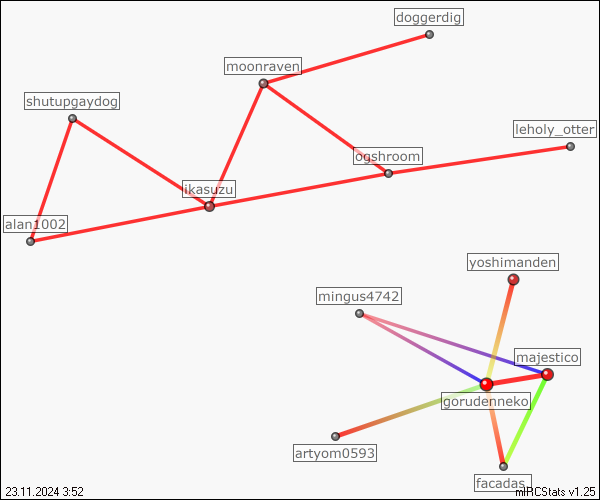 doggerdig
moonraven
shutupgaydog
leholy_otter
ogshroom
ikasuzu
alan1002
yoshimanden
mingus4742
majestico
gorudenneko
artyom0593
facadas_
23.11.2024 3:52
mIRCStats v1.25